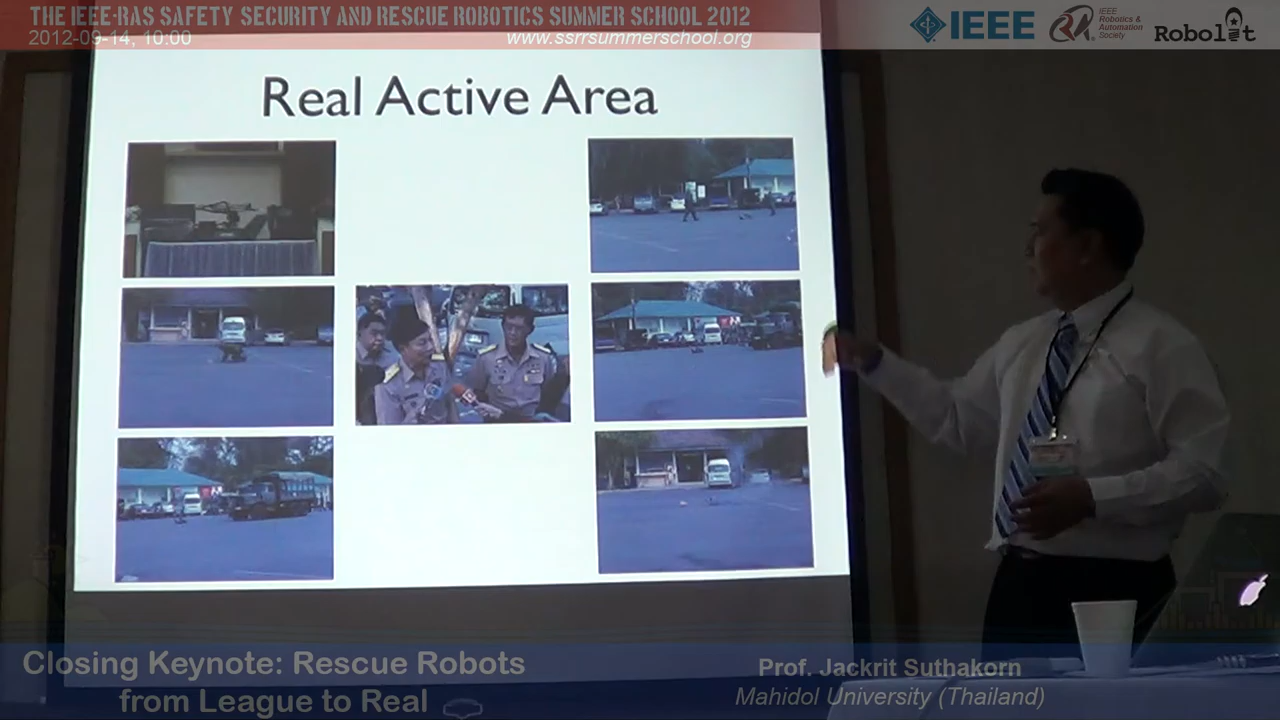 THE IEEE-RAS SAFETY SECURITY AND RESCUE ROBOTICS SUMMER SCHOOL 2012
2012-09-14, 10:00
www.ssrrsummerschool.org
IEEE
IEEE
Robotics &
Automation
Society
Robolit
Real Active Area
Closing Keynote: Rescue Robots
from League to Real
Prof. Jackrit Suthakorn
Mahidol University (Thailand)